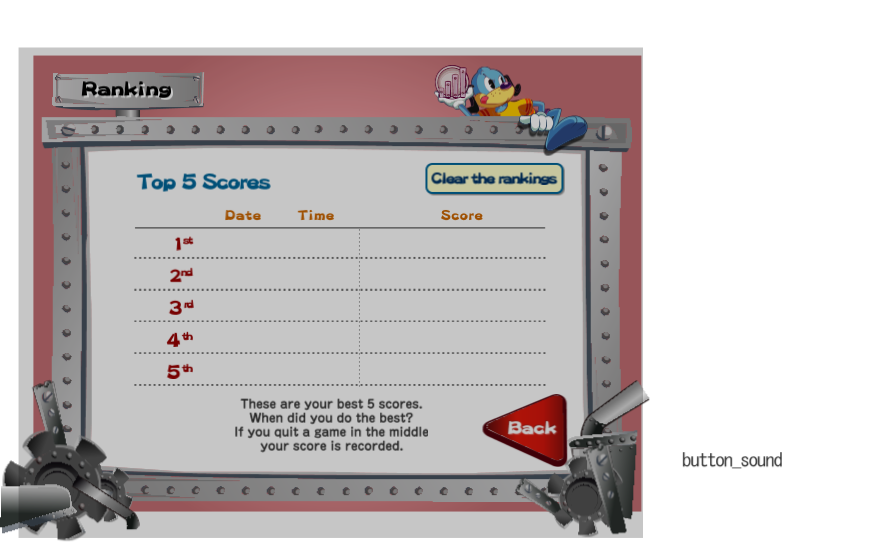 Ranking
Top 5 Scores
Clear the rankings
Date Time Score
1st
2nd
3rd
4th
5th
These are your best 5 scores.
When did you do the best?
If you quit a game in the middle
your score is recorded.
Back
button_sound